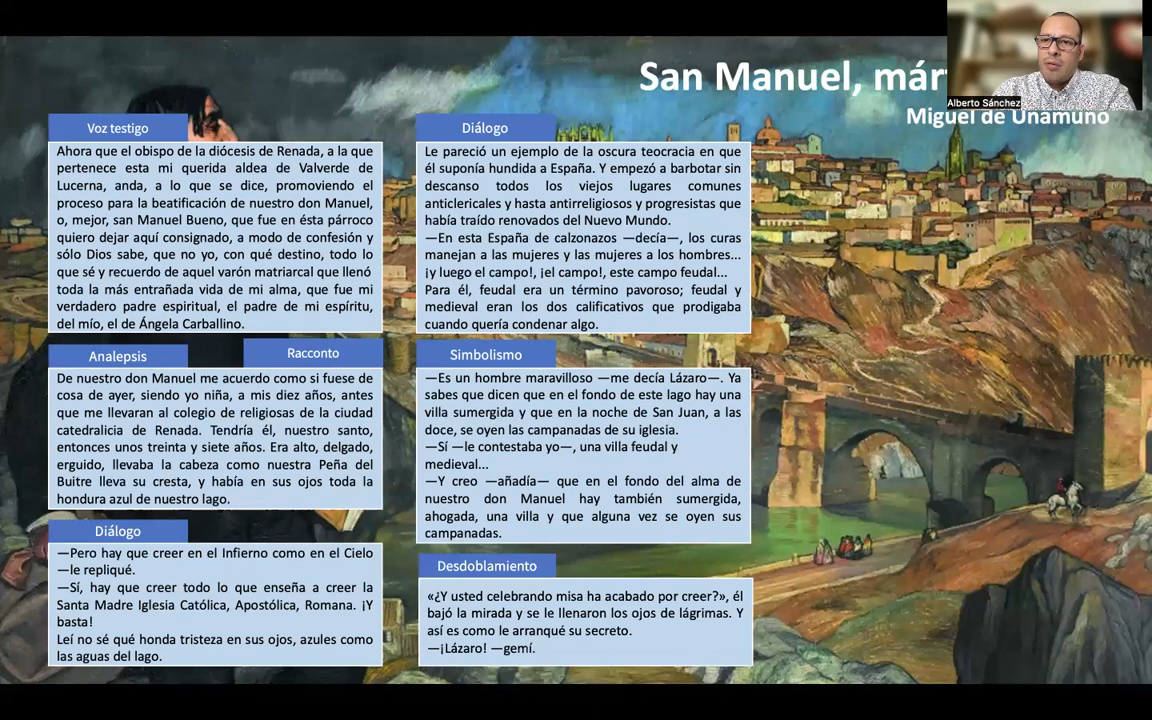 San Manuel, már
Miguel de Unamuno
Alberto Sánchez
Voz testigo
Ahora que el obispo de la diócesis de Renada, a la que
pertenece esta mi querida aldea de Valverde de
Lucerna, anda, a lo que se dice, promoviendo el
proceso para la beatificación de nuestro don Manuel,
o, mejor, san Manuel Bueno, que fue en ésta párroco
quiero dejar aquí consignado, a modo de confesión y
sólo Dios sabe, que no yo, con qué destino, todo lo
que sé y recuerdo de aquel varón matriarcal que llenó
toda la más entrañada vida de mi alma, que fue mi
verdadero padre espiritual, el padre de mi espíritu,
del mío, el de Ángela Carballino.
Analepsis
Racconto
De nuestro don Manuel me acuerdo como si fuese de
cosa de ayer, siendo yo niña, a mis diez años, antes
que me llevaran al colegio de religiosas de la ciudad
catedralicia de Renada. Tendría él, nuestro santo,
entonces unos treinta y siete años. Era alto, delgado,
erguido, llevaba la cabeza como nuestra Peña del
Buitre lleva su cresta, y había en sus ojos toda la
hondura azul de nuestro lago.
Diálogo
—Pero hay que creer en el Infierno como en el Cielo
—le repliqué.
—Sí, hay que creer todo lo que enseña a creer la
Santa Madre Iglesia Católica, Apostólica, Romana. ¡Y
basta!
Leí no sé qué honda tristeza en sus ojos, azules como
las aguas del lago.
Diálogo
Le pareció un ejemplo de la oscura teocracia en que
él suponía hundida a España. Y empezó a barbotar sin
descanso todos los viejos lugares comunes
anticlericales y hasta antirreligiosos y progresistas que
había traído renovados del Nuevo Mundo.
—En esta España de calzonazos —decía—, los curas
manejan a las mujeres y las mujeres a los hombres...
¡y luego el campo!, ¡el campo!, este campo feudal...
Para él, feudal era un término pavoroso; feudal y
medieval eran los dos calificativos que prodigaba
cuando quería condenar algo.
Simbolismo
—Es un hombre maravilloso —me decía Lázaro—. Ya
sabes que dicen que en el fondo de este lago hay una
villa sumergida y que en la noche de San Juan, a las
doce, se oyen las campanadas de su iglesia.
—Sí —le contestaba yo—, una villa feudal y
medieval...
—Y creo —añadía— que en el fondo del alma de
nuestro don Manuel hay también sumergida,
ahogada, una villa y que alguna vez se oyen sus
campanadas.
Desdoblamiento
«¿Y usted celebrando misa ha acabado por creer?», él
bajó la mirada y se le llenaron los ojos de lágrimas. Y
así es como le arranqué su secreto.
—¡Lázaro! —gemí.